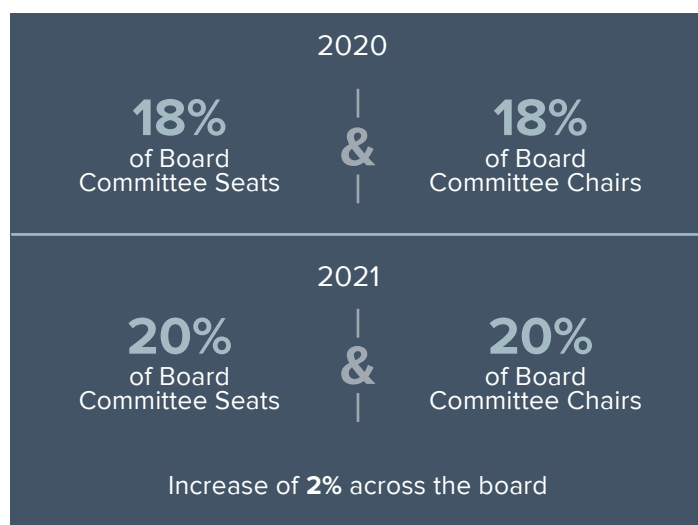 2020
18%
of Board
Committee Seats
&
18%
of Board
Committee Chairs
2021
20%
of Board
Committee Seats
&
20%
of Board
Committee Chairs
Increase of 2% across the board